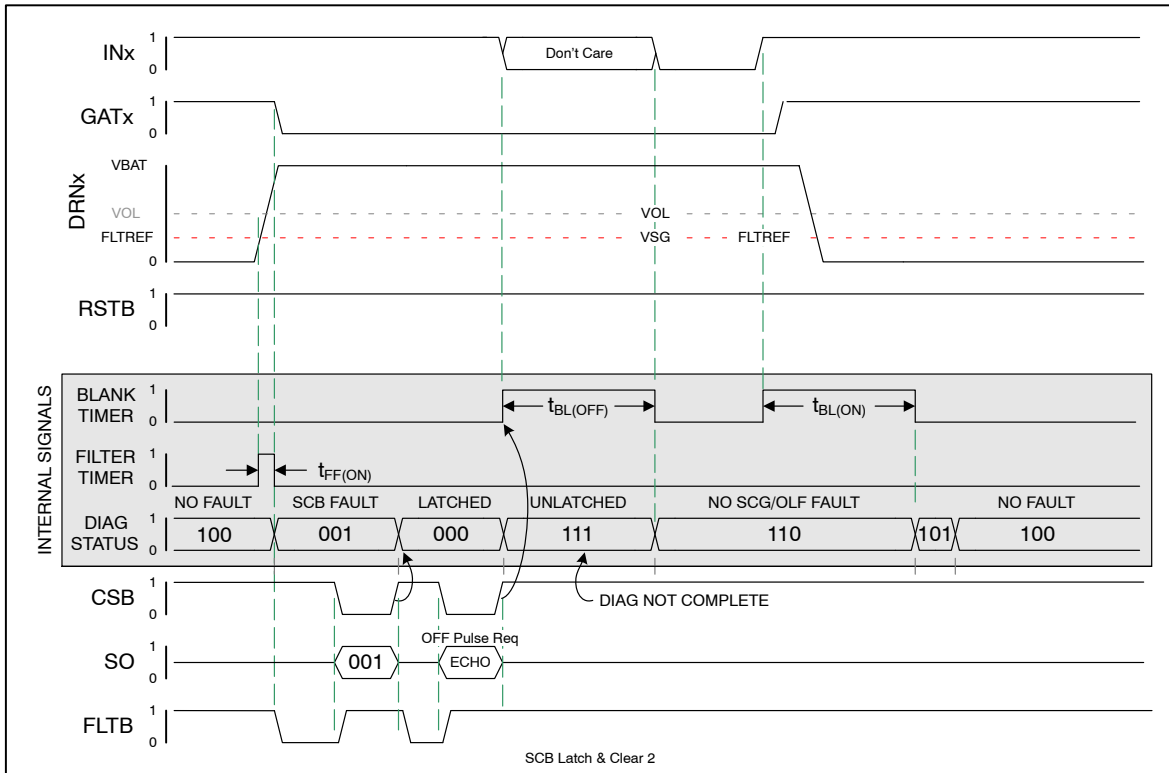 INx 1 0 Don't Care
GATx 1 0
DRNx VBAT VOL FLTREF 0 VOL VSG FLTREF
RSTB 1 0
INTERNAL SIGNALS
BLANK TIMER 1 0 tBL(OFF) tBL(ON)
FILTER TIMER 1 0 tFF(ON)
NO FAULT SCB FAULT LATCHED UNLATCHED NO SCG/OLF FAULT NO FAULT
DIAG STATUS 1 0 100 001 000 111 110 101 100
CSB 1 0 DIAG NOT COMPLETE
OFF Pulse Req
SO 1 0 001 ECHO
FLTB 1 0
SCB Latch & Clear 2